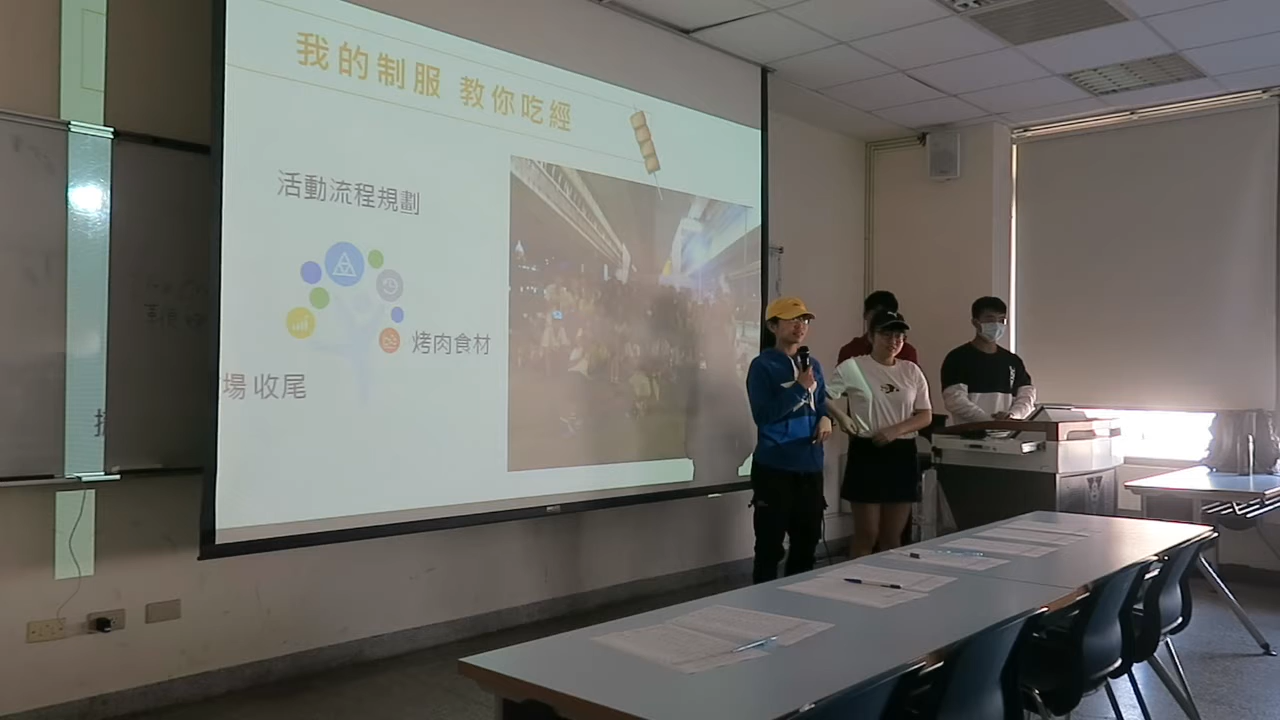 我的制服 教你吃經
活動流程規劃
烤肉食材
場收尾